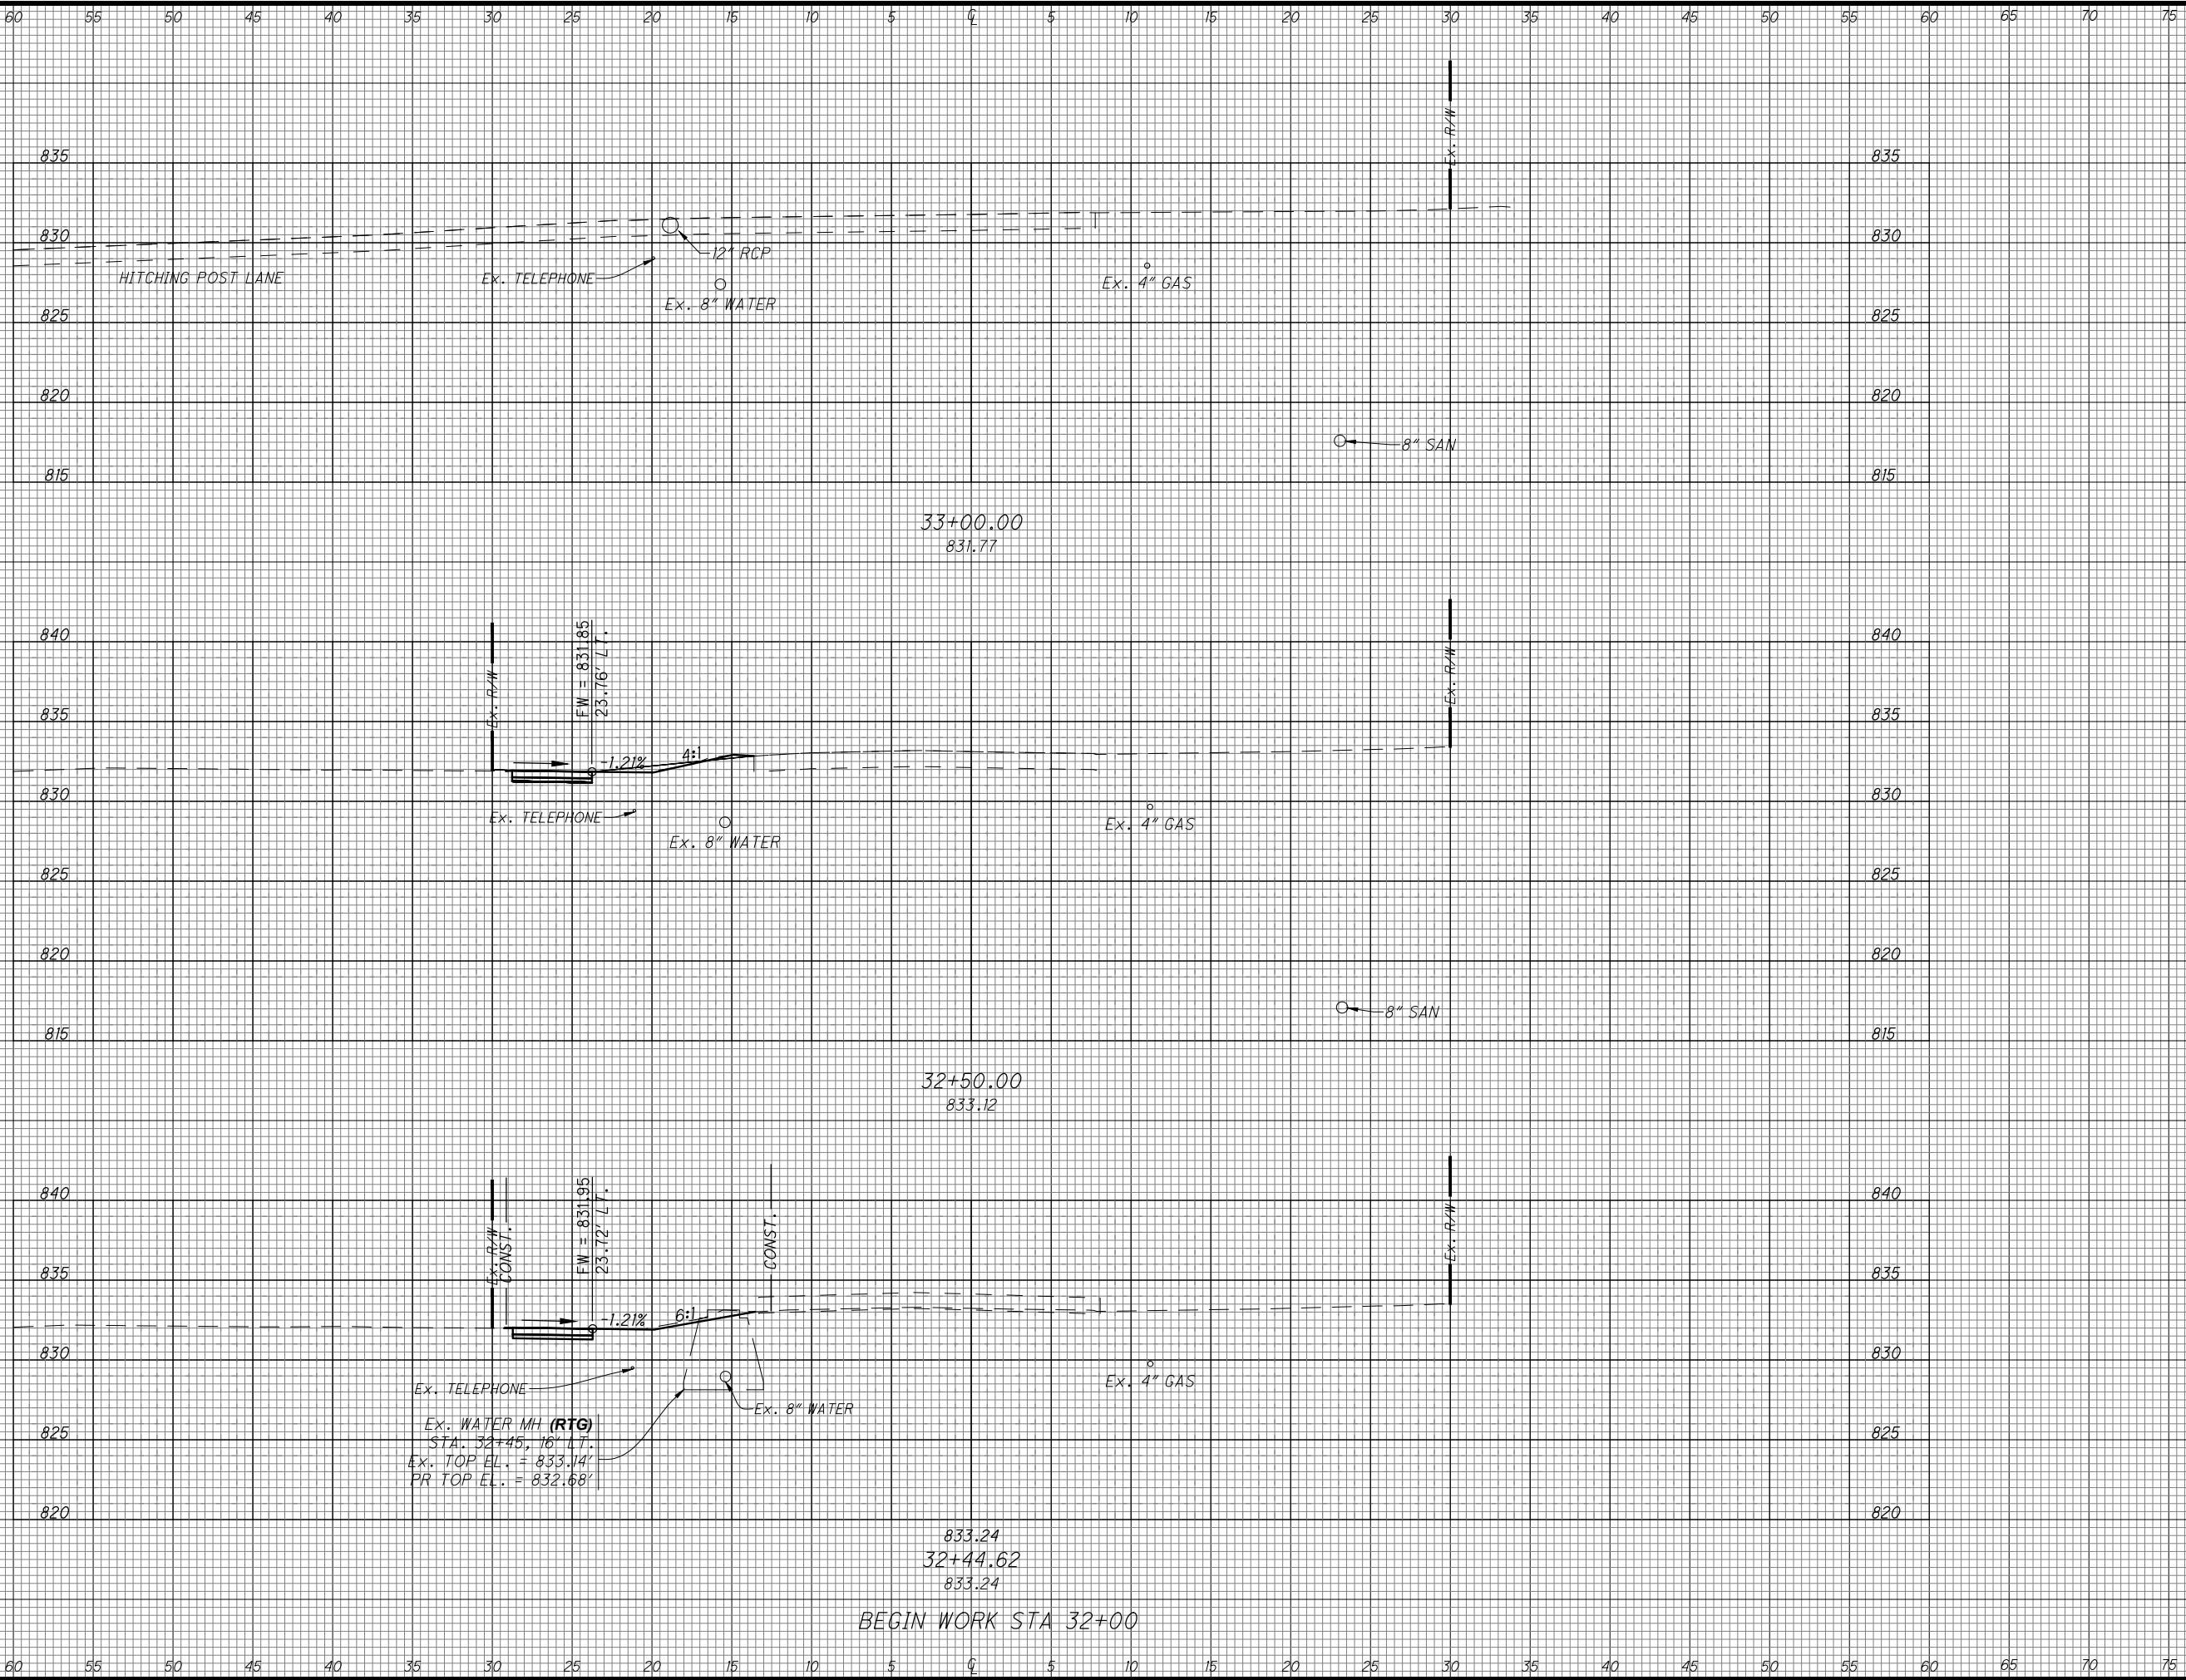 60 55 50 45 40 35 30 25 20 15 10 5 ℄ 5 10 15 20 25 30 35 40 45 50 55 60 65 70 75
Ex. R/W
835 835
830 830
12" RCP
HITCHING POST LANE Ex. TELEPHONE Ex. 4" GAS
Ex. 8" WATER
825 825
820 820
8" SAN
815 815
33+00.00
831.77
840 840
Ex. R/W
FW = 831.85
23.76' LT.
Ex. R/W
835 835
4:1
-1.21%
830 830
Ex. TELEPHONE
Ex. 4" GAS
Ex. 8" WATER
825 825
820 820
8" SAN
815 815
32+50.00
833.12
840 840
Ex. R/W
CONST.
FW = 831.95
23.72' LT.
CONST.
Ex. R/W
835 835
6:1
-1.21%
830 830
Ex. TELEPHONE
Ex. 4" GAS
Ex. 8" WATER
Ex. WATER MH (RTG)
825 825
STA. 32+45, 16' LT.
Ex. TOP EL. = 833.14'
PR TOP EL. = 832.68'
820 820
833.24
32+44.62
833.24
BEGIN WORK STA 32+00
60 55 50 45 40 35 30 25 20 15 10 5 ℄ 5 10 15 20 25 30 35 40 45 50 55 60 65 70 75